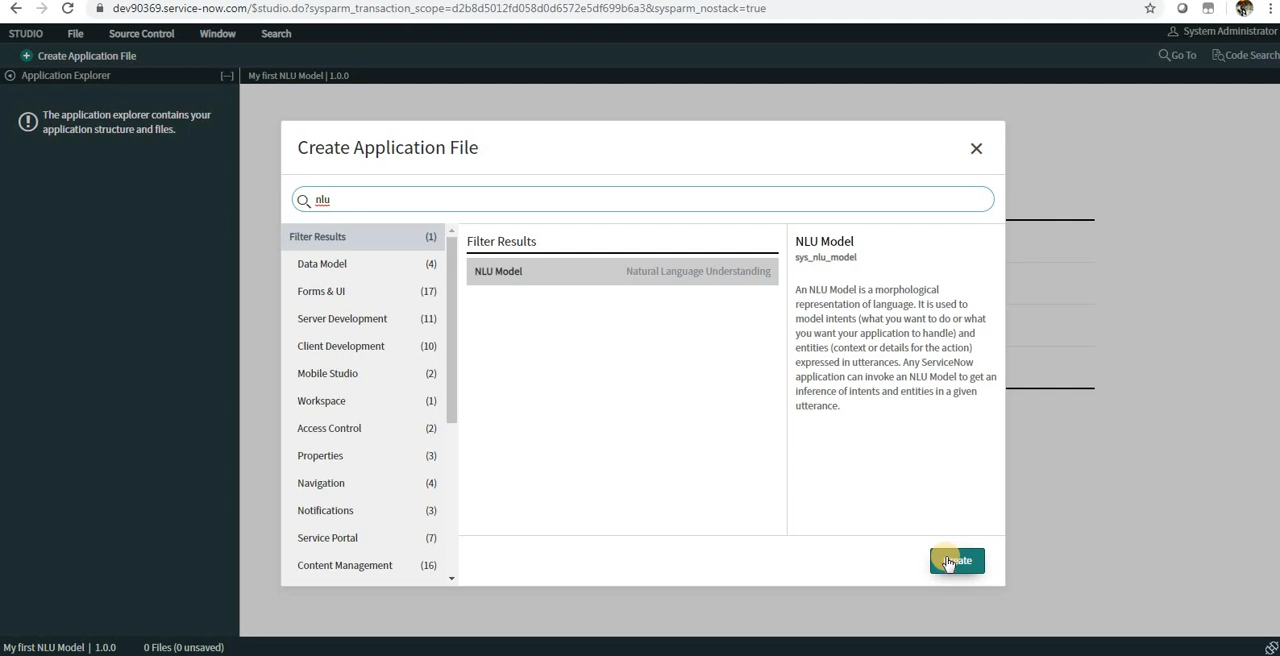 dev90369.service-now.com/$studio.do?sysparm_transaction_scope=d2b8d5012fd058d0d6572e5df699b6a3&sysparm_nostack=true
STUDIO File Source Control Window Search System Administrator
Create Application File Go To Code Search
Application Explorer [—] My first NLU Model | 1.0.0
The application explorer contains your
application structure and files.
Create Application File
nlu
Filter Results (1)
Data Model (4)
Forms & UI (17)
Server Development (11)
Client Development (10)
Mobile Studio (2)
Workspace (1)
Access Control (2)
Properties (3)
Navigation (4)
Notifications (3)
Service Portal (7)
Content Management (16)
Filter Results
NLU Model Natural Language Understanding
NLU Model
sys_nlu_model
An NLU Model is a morphological
representation of language. It is used to
model intents (what you want to do or what
you want your application to handle) and
entities (context or details for the action)
expressed in utterances. Any ServiceNow
application can invoke an NLU Model to get an
inference of intents and entities in a given
utterance.
My first NLU Model | 1.0.0 0 Files (0 unsaved)